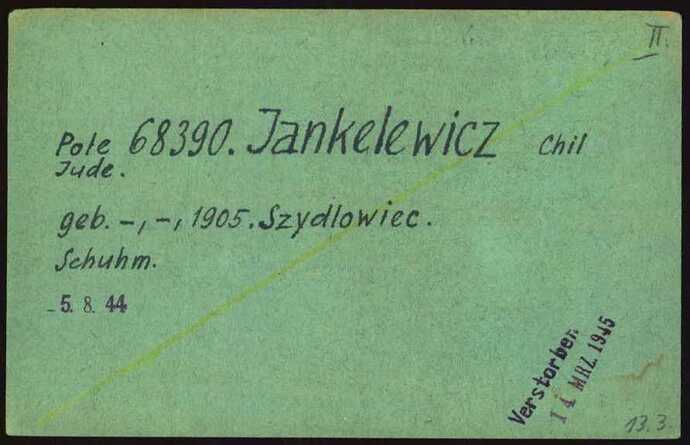 II.
Pole 68390. Jankelewicz Chil
Jude.
geb. –, –, 1905. Szydlowiec.
Schuhm.
-5. 8. 44
Verstorben
14 MRZ. 1945
13.3.